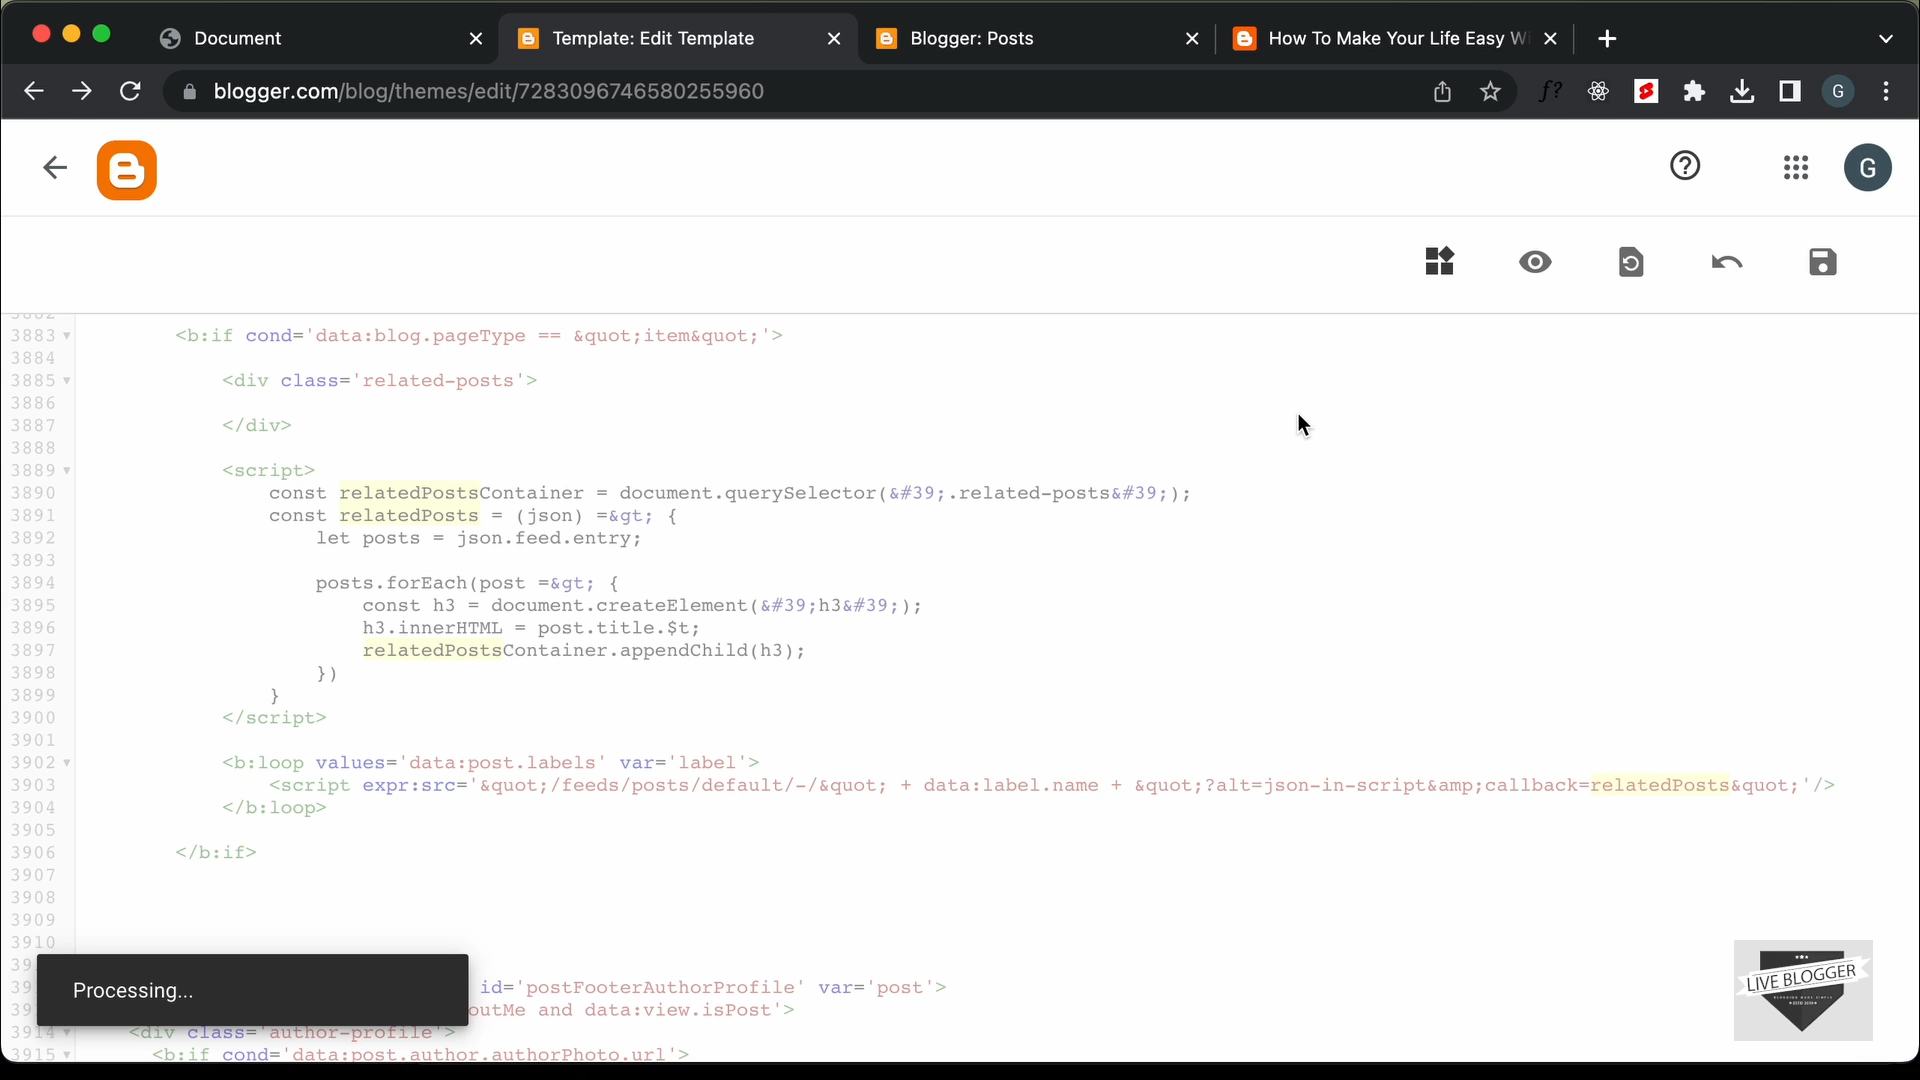 Document
Template: Edit Template
Blogger: Posts
How To Make Your Life Easy Wi
blogger.com/blog/themes/edit/7283096746580255960
f?
G
G
3882
3883 <b:if cond='data:blog.pageType == &quot;item&quot;'>
3884
3885 <div class='related-posts'>
3886
3887 </div>
3888
3889 <script>
3890 const relatedPostsContainer = document.querySelector(&#39;.related-posts&#39;);
3891 const relatedPosts = (json) =&gt; {
3892 let posts = json.feed.entry;
3893
3894 posts.forEach(post =&gt; {
3895 const h3 = document.createElement(&#39;h3&#39;);
3896 h3.innerHTML = post.title.$t;
3897 relatedPostsContainer.appendChild(h3);
3898 })
3899 }
3900 </script>
3901
3902 <b:loop values='data:post.labels' var='label'>
3903 <script expr:src='&quot;/feeds/posts/default/-/&quot; + data:label.name + &quot;?alt=json-in-script&amp;callback=relatedPosts&quot;'/>
3904 </b:loop>
3905
3906 </b:if>
3907
3908
3909
3910
id='postFooterAuthorProfile' var='post'>
outMe and data:view.isPost'>
3914 <div class='author-profile'>
3915 <b:if cond='data:post.author.authorPhoto.url'>
Processing...
LIVE BLOGGER
BLOGGING MADE SIMPLE